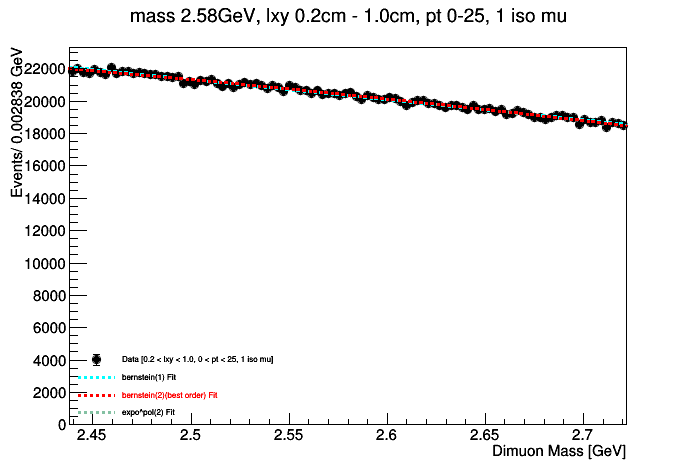 mass 2.58GeV, lxy 0.2cm - 1.0cm, pt 0-25, 1 iso mu
Events/ 0.002838 GeV
22000
20000
18000
16000
14000
12000
10000
8000
6000
4000
2000
0
Data [0.2 < lxy < 1.0, 0 < pt < 25, 1 iso mu]
bernstein(1) Fit
bernstein(2)(best order) Fit
expo^pol(2) Fit
2.45 2.5 2.55 2.6 2.65 2.7
Dimuon Mass [GeV]